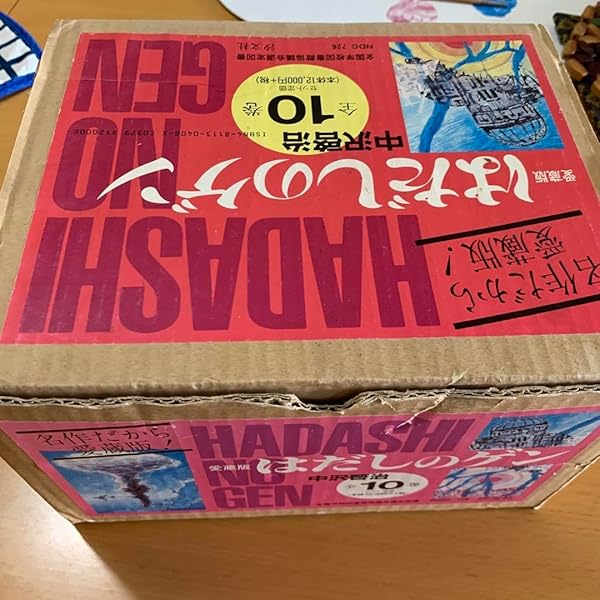 愛蔵版
はだしのゲン
中沢啓治
全10巻
セット定価
(本体12,000円+税)
HADASHI
NO
GEN
名作だから
愛蔵版!
全国学校図書館協議会選定図書
汐文社
NDC 726
ISBN4-8113-0408-X C0379 ¥12000E
名作だから
愛蔵版!
HADASHI
NO
GEN
愛蔵版
はだしのゲン
中沢啓治
全10巻